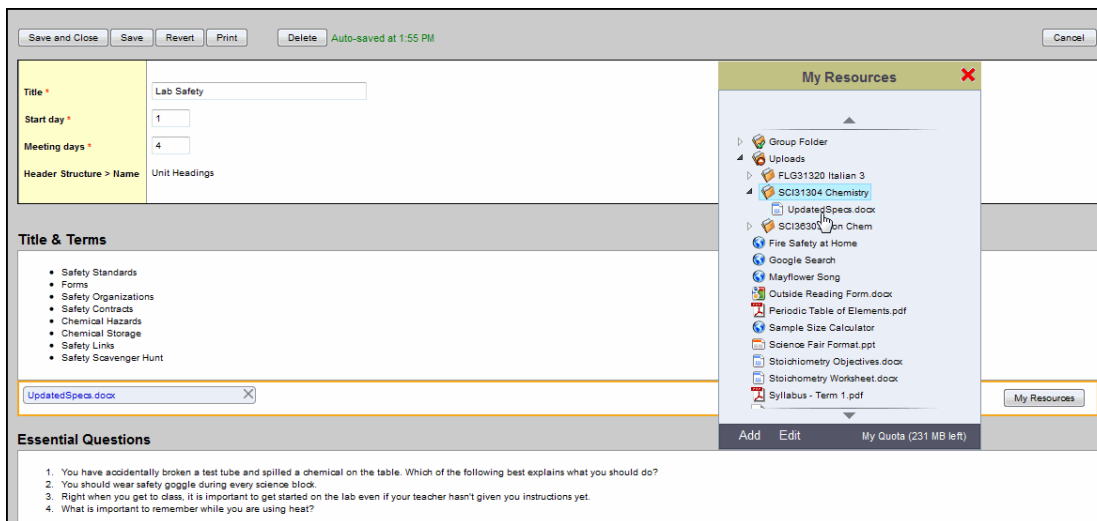 Save and Close Save Revert Print Delete Auto-saved at 1:55 PM Cancel
Title * Lab Safety
Start day * 1
Meeting days * 4
Header Structure > Name Unit Headings
My Resources
Group Folder
Uploads
FLG31320 Italian 3
SCI31304 Chemistry
UpdatedSpecs.docx
Chem
Fire Safety at Home
Google Search
Mayflower Song
Outside Reading Form.docx
Periodic Table of Elements.pdf
Sample Size Calculator
Science Fair Format.ppt
Stoichiometry Objectives.docx
Stoichometry Worksheet.docx
Syllabus - Term 1.pdf
Add Edit My Quota (231 MB left)
Title & Terms
• Safety Standards
• Forms
• Safety Organizations
• Safety Contracts
• Chemical Hazards
• Chemical Storage
• Safety Links
• Safety Scavenger Hunt
UpdatedSpecs.docx My Resources
Essential Questions
1. You have accidentally broken a test tube and spilled a chemical on the table. Which of the following best explains what you should do?
2. You should wear safety goggle during every science block.
3. Right when you get to class, it is important to get started on the lab even if your teacher hasn't given you instructions yet.
4. What is important to remember while you are using heat?